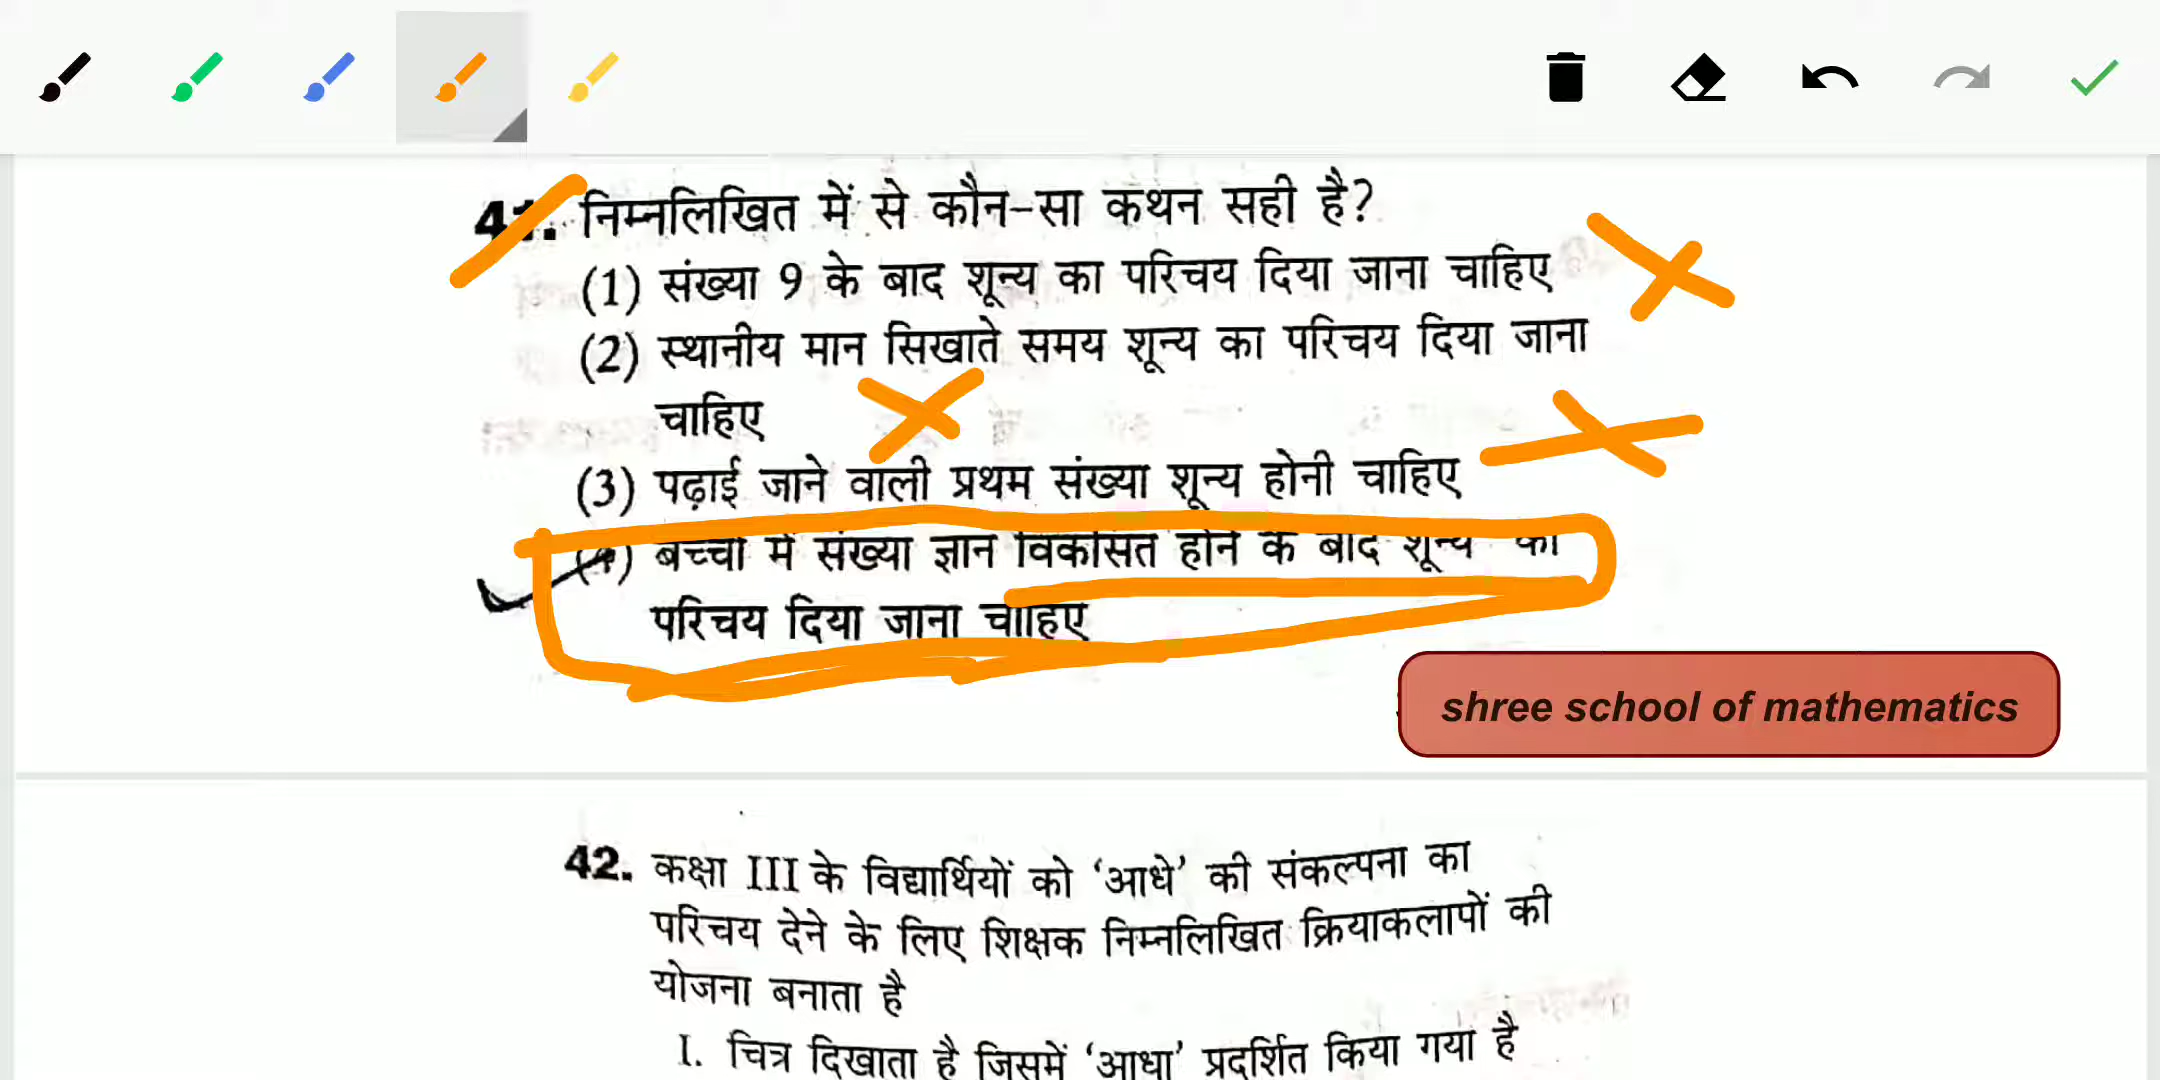 41. निम्नलिखित में से कौन-सा कथन सही है?
(1) संख्या 9 के बाद शून्य का परिचय दिया जाना चाहिए
(2) स्थानीय मान सिखाते समय शून्य का परिचय दिया जाना
चाहिए
(3) पढ़ाई जाने वाली प्रथम संख्या शून्य होनी चाहिए
(4) बच्चों में संख्या ज्ञान विकसित होने के बाद शून्य का
परिचय दिया जाना चाहिए
shree school of mathematics
42. कक्षा III के विद्यार्थियों को ‘आधे’ की संकल्पना का
परिचय देने के लिए शिक्षक निम्नलिखित क्रियाकलापों की
योजना बनाता है
I. चित्र दिखाता है जिसमें ‘आधा’ प्रदर्शित किया गया है